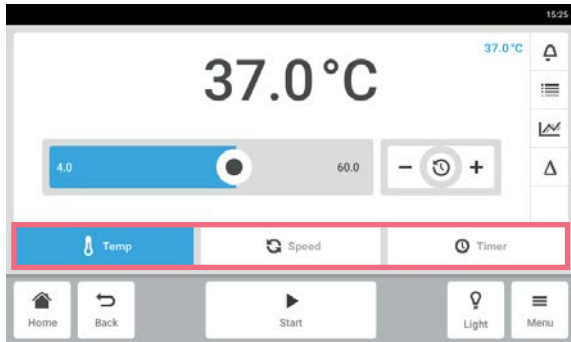 15:25
37.0°C
37.0°C
4.0 60.0 − +
Temp Speed Timer
Home Back Start Light Menu